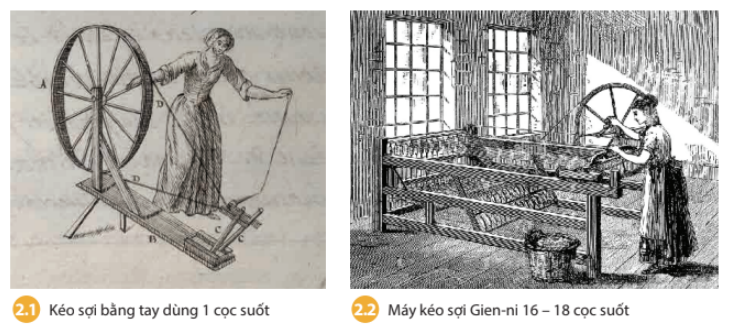 A
D
D
B
C
C
2.1 Kéo sợi bằng tay dùng 1 cọc suốt
2.2 Máy kéo sợi Gien-ni 16 – 18 cọc suốt